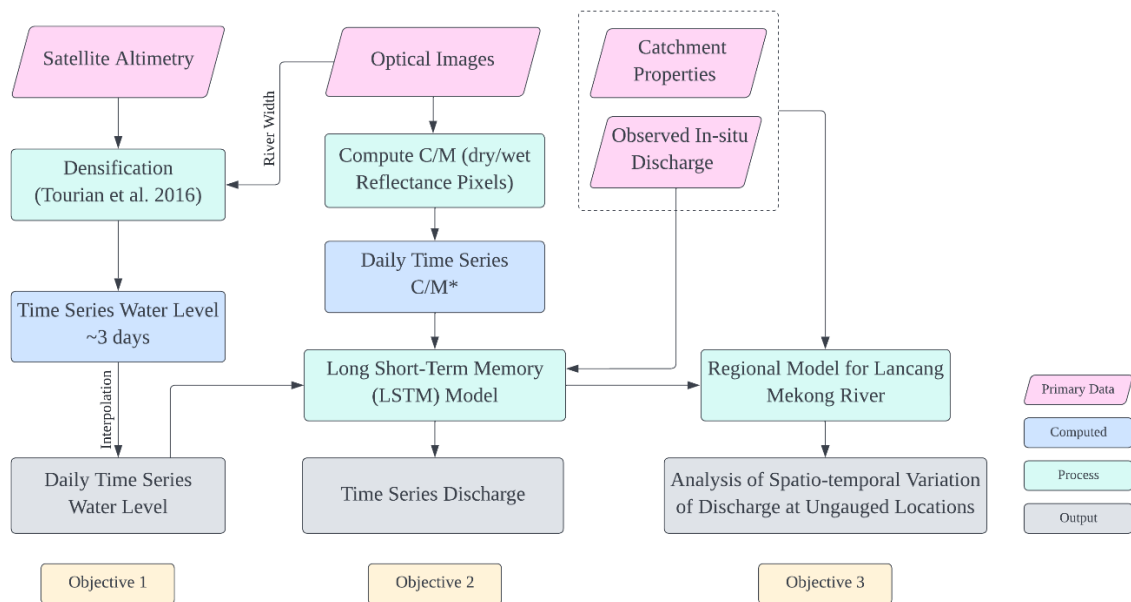 Satellite Altimetry
Optical Images
Catchment
Properties
River Width
Observed In-situ
Discharge
Densification
(Tourian et al. 2016)
Compute C/M (dry/wet
Reflectance Pixels)
Daily Time Series
C/M*
Time Series Water Level
~3 days
Interpolation
Long Short-Term Memory
(LSTM) Model
Regional Model for Lancang
Mekong River
Daily Time Series
Water Level
Time Series Discharge
Analysis of Spatio-temporal Variation
of Discharge at Ungauged Locations
Primary Data
Computed
Process
Output
Objective 1
Objective 2
Objective 3